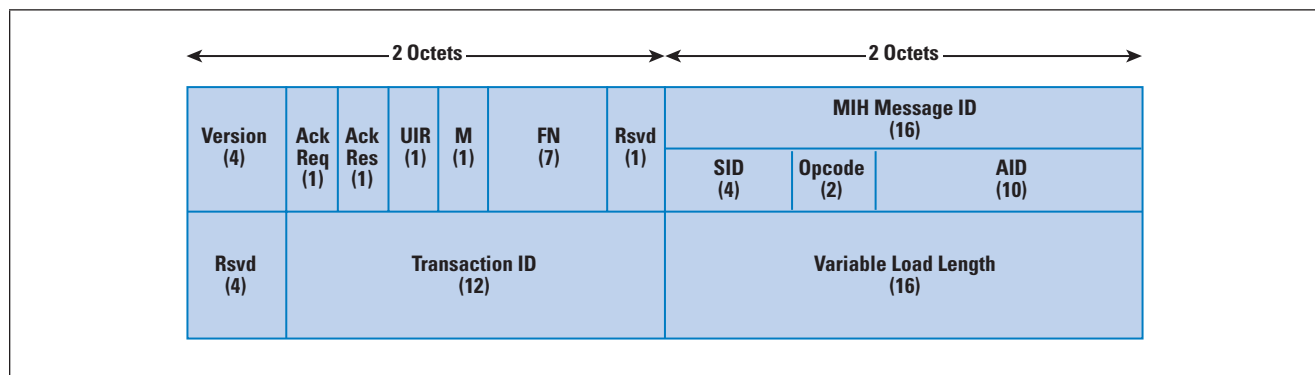 2 Octets
2 Octets
Version
(4)
Ack
Req
(1)
Ack
Res
(1)
UIR
(1)
M
(1)
FN
(7)
Rsvd
(1)
MIH Message ID
(16)
SID
(4)
Opcode
(2)
AID
(10)
Rsvd
(4)
Transaction ID
(12)
Variable Load Length
(16)